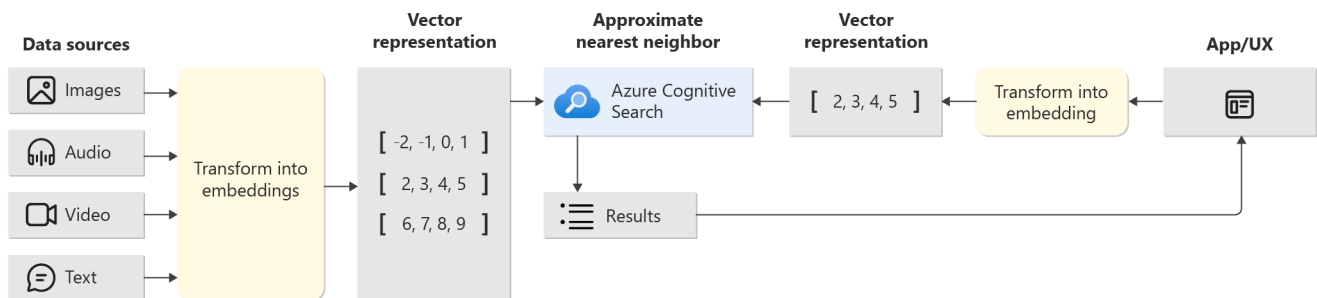 Data sources
Images
Audio
Video
Text
Transform into
embeddings
Vector
representation
[ -2, -1, 0, 1 ]
[ 2, 3, 4, 5 ]
[ 6, 7, 8, 9 ]
Approximate
nearest neighbor
Azure Cognitive
Search
Results
Vector
representation
[ 2, 3, 4, 5 ]
Transform into
embedding
App/UX